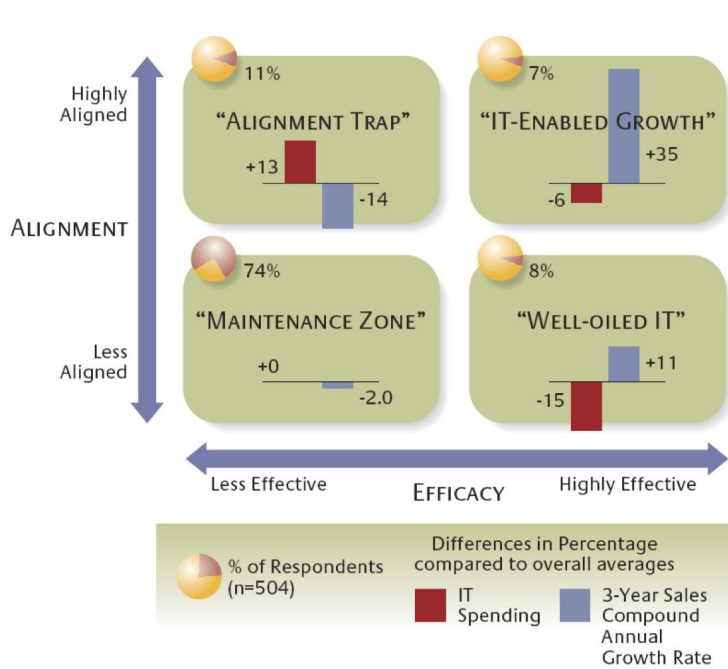 11%
7%
Highly
Aligned
“Alignment Trap”
“IT-Enabled Growth”
+13
-14
-6
+35
Alignment
74%
8%
“Maintenance Zone”
“Well-oiled IT”
Less
Aligned
+0
-2.0
-15
+11
Less Effective
Efficacy
Highly Effective
% of Respondents
(n=504)
Differences in Percentage
compared to overall averages
IT
Spending
3-Year Sales
Compound
Annual
Growth Rate